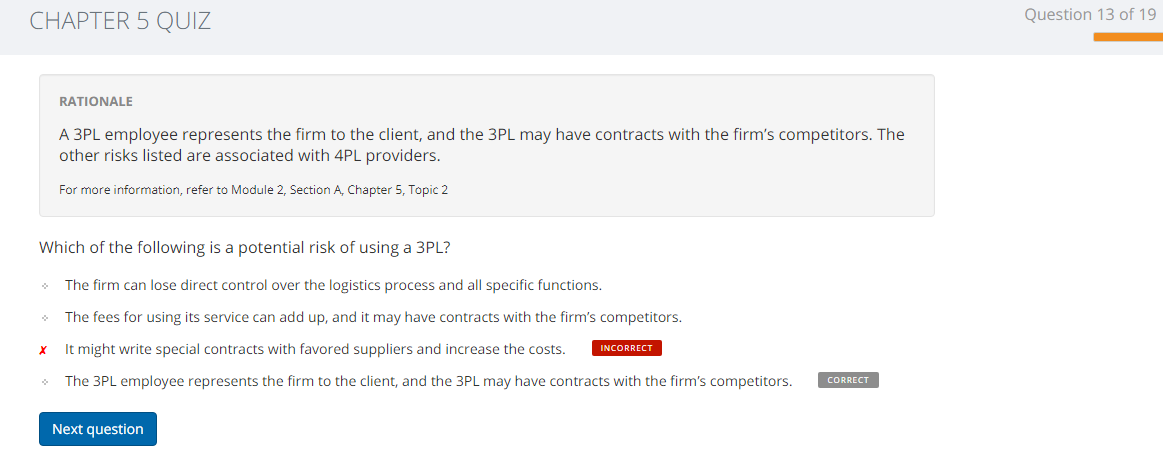 CHAPTER 5 QUIZ
Question 13 of 19
RATIONALE
A 3PL employee represents the firm to the client, and the 3PL may have contracts with the firm’s competitors. The
other risks listed are associated with 4PL providers.
For more information, refer to Module 2, Section A, Chapter 5, Topic 2
Which of the following is a potential risk of using a 3PL?
The firm can lose direct control over the logistics process and all specific functions.
The fees for using its service can add up, and it may have contracts with the firm’s competitors.
✗ It might write special contracts with favored suppliers and increase the costs. INCORRECT
The 3PL employee represents the firm to the client, and the 3PL may have contracts with the firm’s competitors. CORRECT
Next question